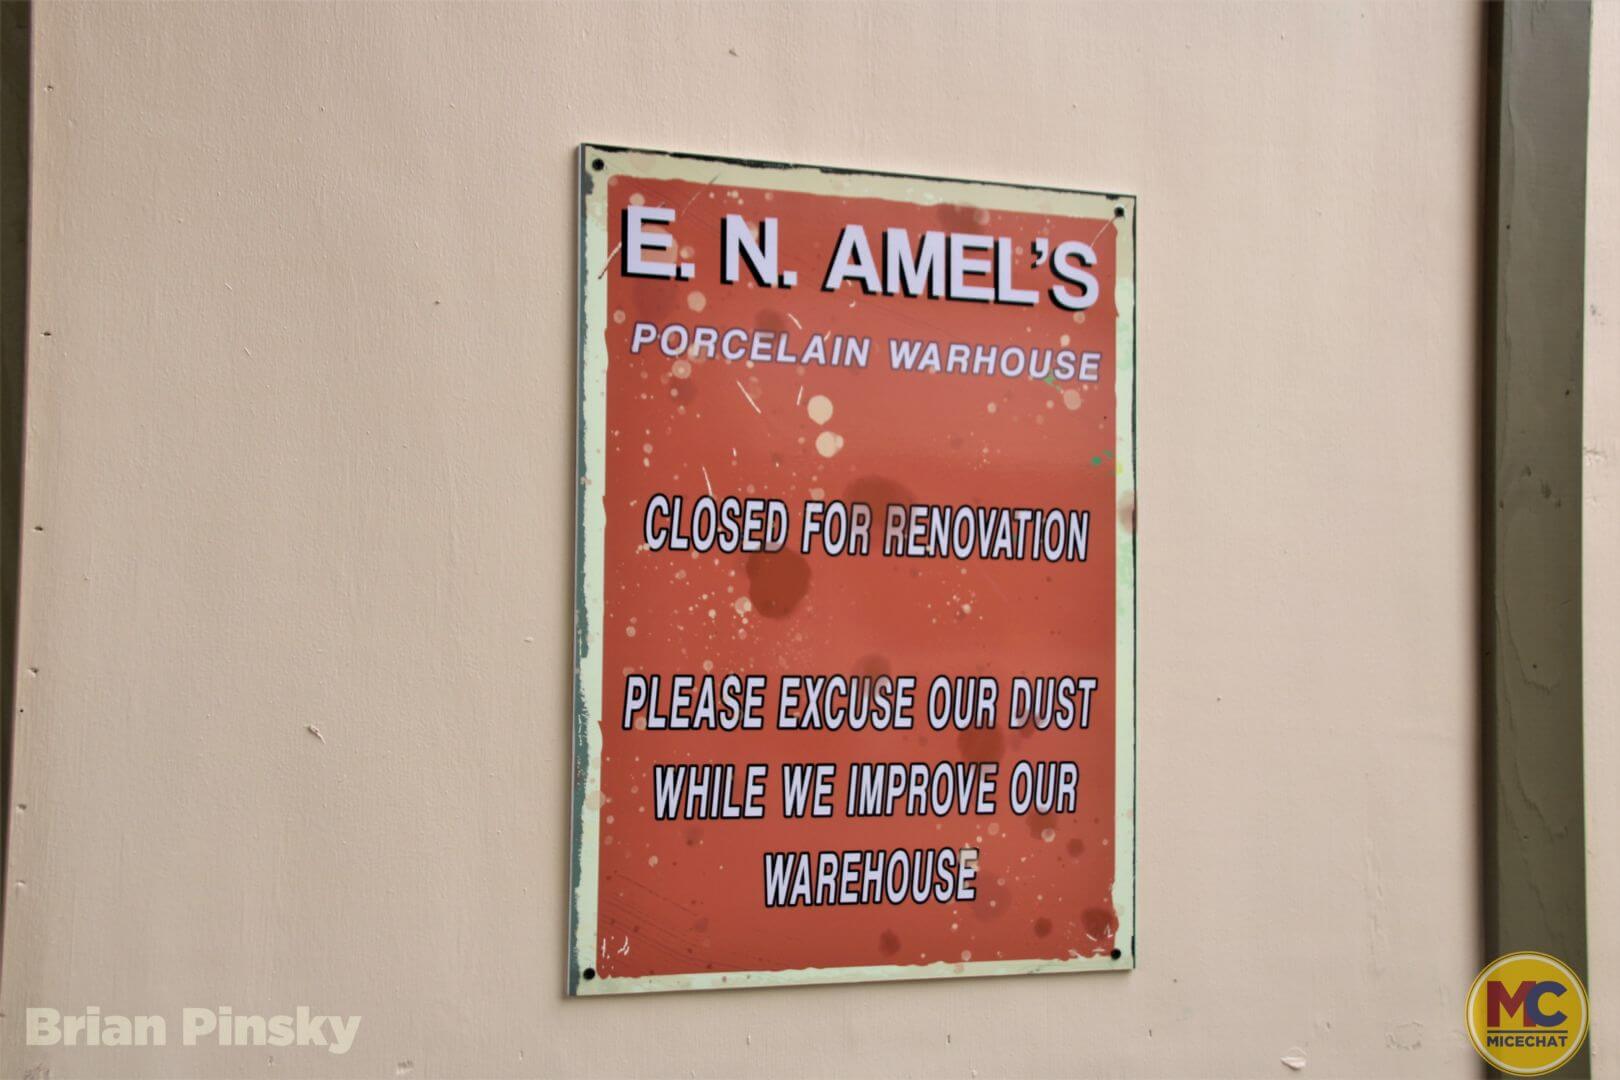 E. N. AMEL'S
PORCELAIN WARHOUSE
CLOSED FOR RENOVATION
PLEASE EXCUSE OUR DUST
WHILE WE IMPROVE OUR
WAREHOUSE
Brian Pinsky
MC
MICECHAT